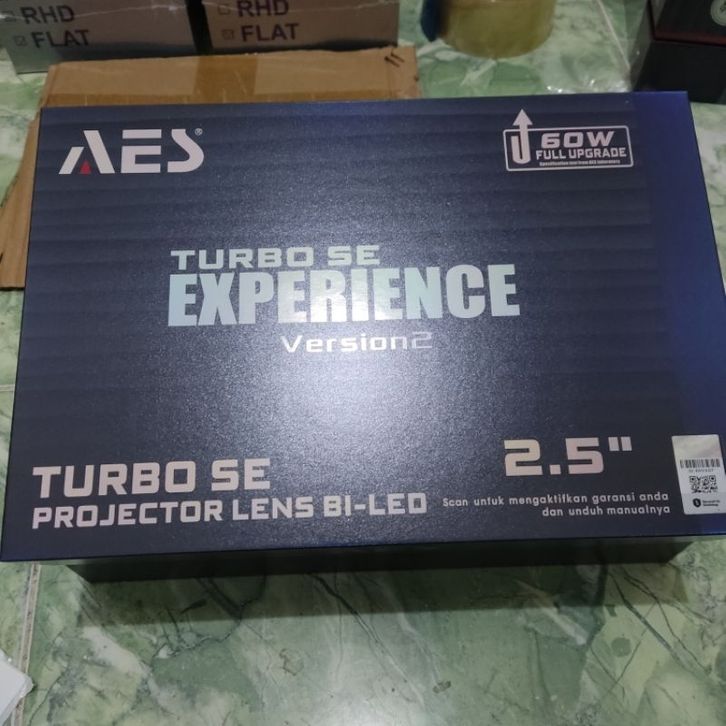 RHD
FLAT
RHD
FLAT
AES®
60W
FULL UPGRADE
TURBO SE
EXPERIENCE
Version2
TURBO SE
PROJECTOR LENS BI-LED
2.5"
Scan untuk mengaktifkan garansi anda
dan unduh manualnya